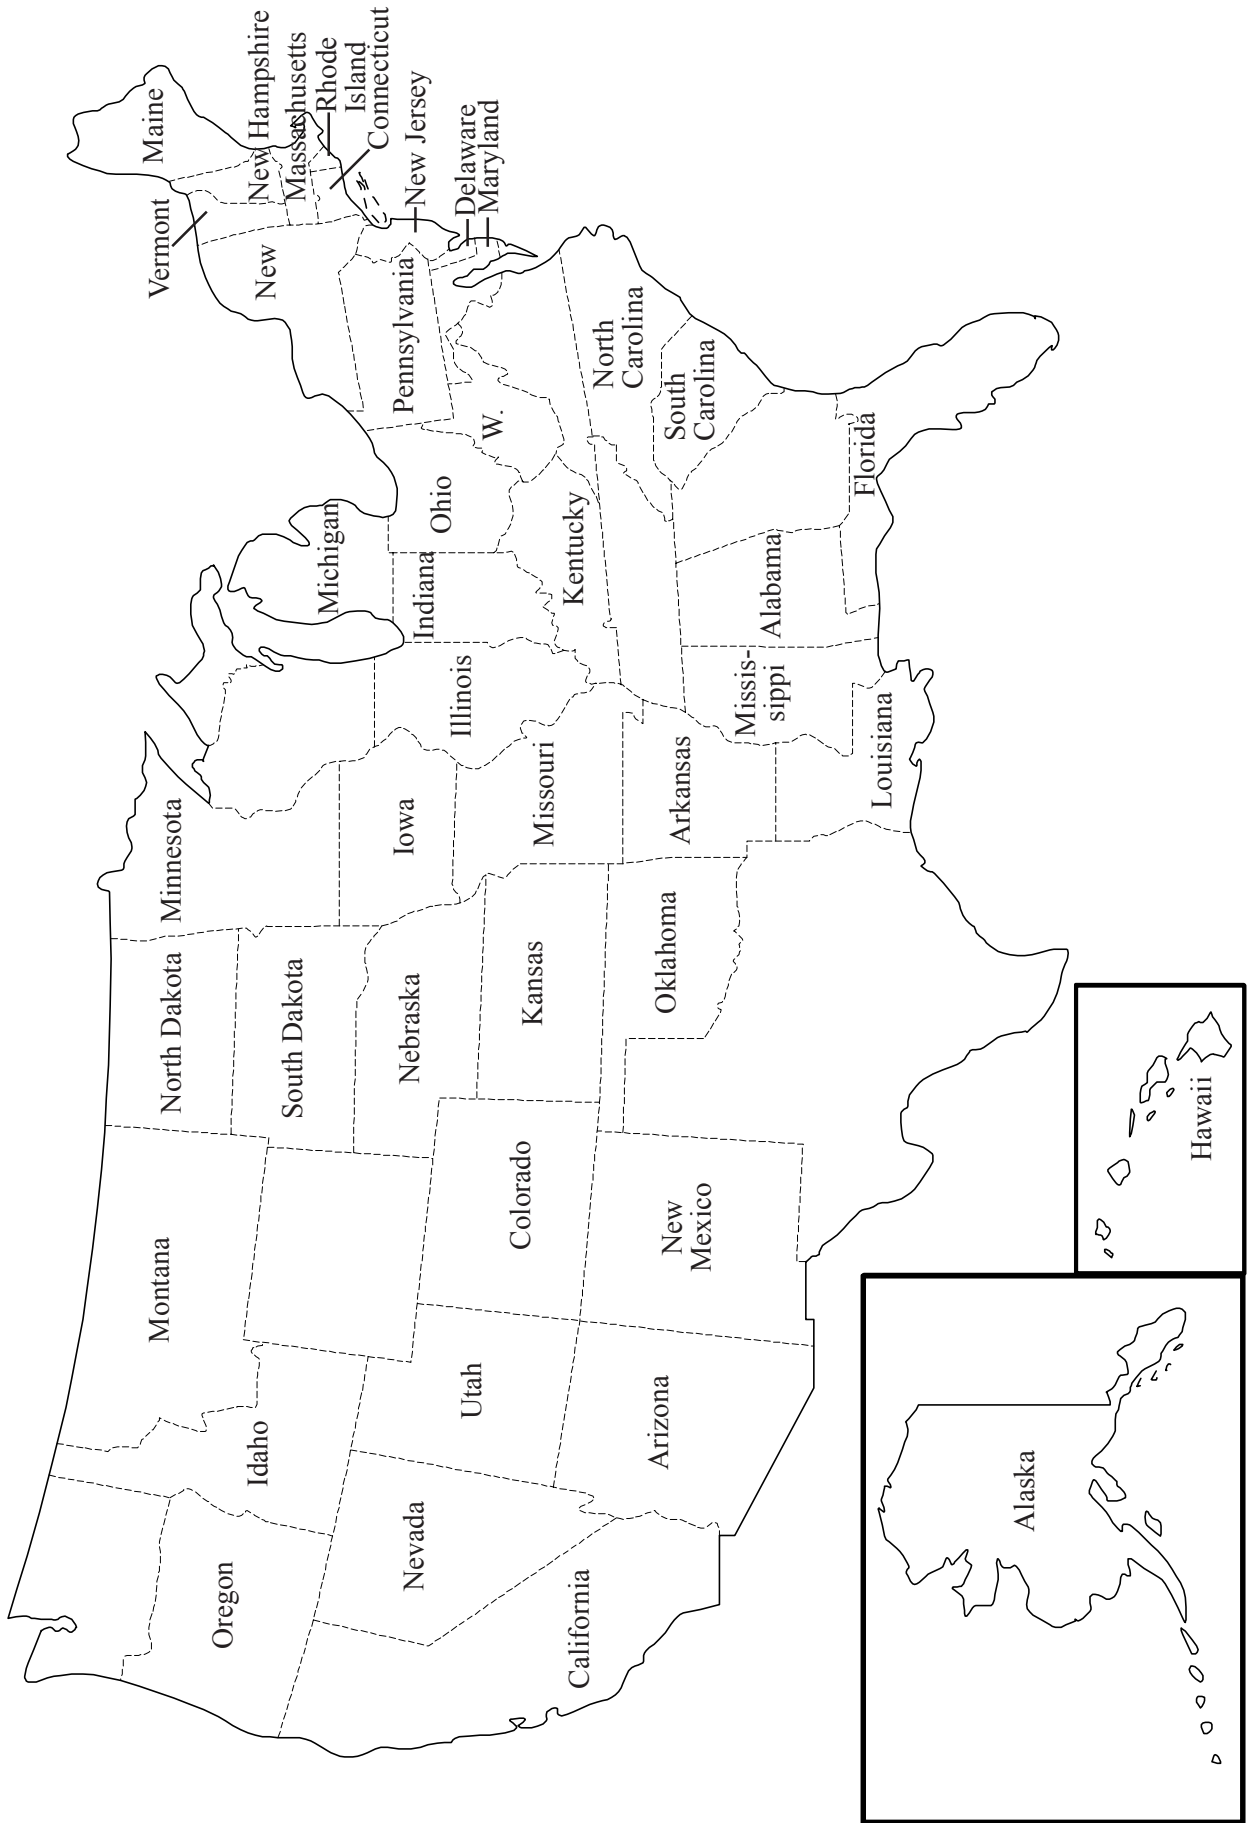 Maine
Vermont
New Hampshire
Massachusetts
Rhode
Island
Connecticut
New
New Jersey
Pennsylvania
Delaware
Maryland
W.
North
Carolina
South
Carolina
Florida
Ohio
Michigan
Indiana
Kentucky
Alabama
Illinois
Missis-
sippi
Louisiana
Minnesota
Iowa
Missouri
Arkansas
North Dakota
South Dakota
Nebraska
Kansas
Oklahoma
Montana
Colorado
New
Mexico
Idaho
Utah
Arizona
Oregon
Nevada
California
Alaska
Hawaii